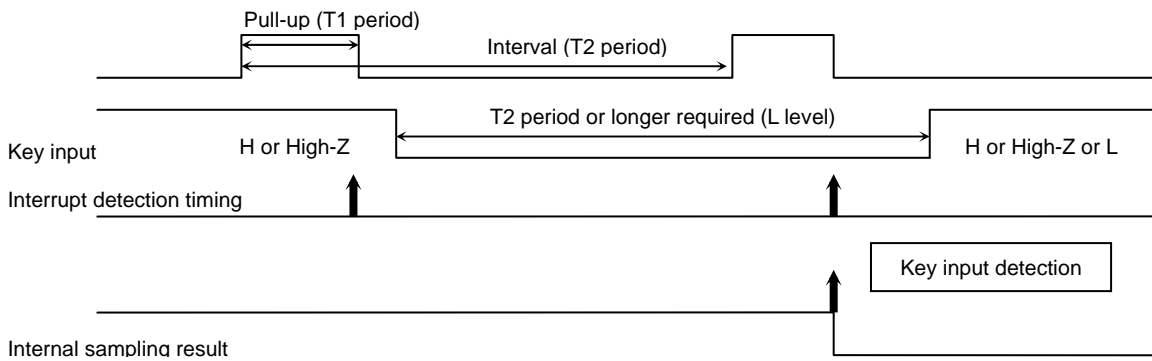 Pull-up (T1 period)
Interval (T2 period)
T2 period or longer required (L level)
Key input
H or High-Z
H or High-Z or L
Interrupt detection timing
Key input detection
Internal sampling result